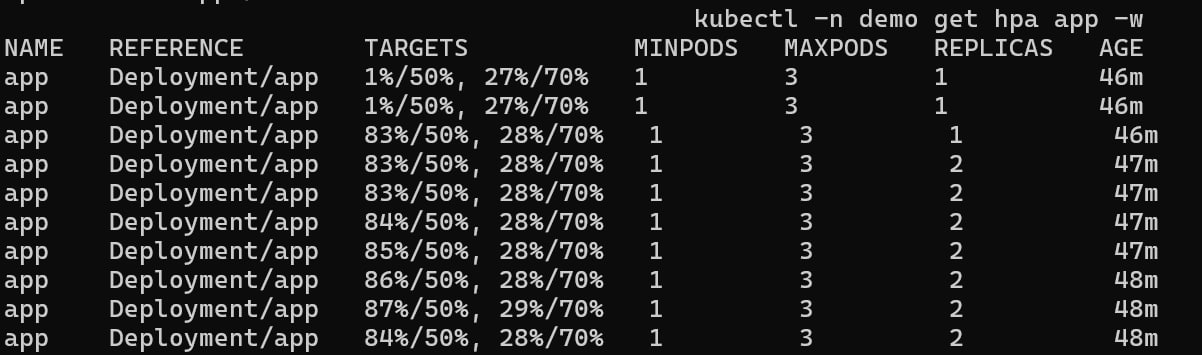 kubectl -n demo get hpa app -w
NAME   REFERENCE        TARGETS           MINPODS   MAXPODS   REPLICAS   AGE
app    Deployment/app   1%/50%, 27%/70%   1         3         1          46m
app    Deployment/app   1%/50%, 27%/70%   1         3         1          46m
app    Deployment/app   83%/50%, 28%/70%   1         3         1          46m
app    Deployment/app   83%/50%, 28%/70%   1         3         2          47m
app    Deployment/app   83%/50%, 28%/70%   1         3         2          47m
app    Deployment/app   84%/50%, 28%/70%   1         3         2          47m
app    Deployment/app   85%/50%, 28%/70%   1         3         2          47m
app    Deployment/app   86%/50%, 28%/70%   1         3         2          48m
app    Deployment/app   87%/50%, 29%/70%   1         3         2          48m
app    Deployment/app   84%/50%, 28%/70%   1         3         2          48m